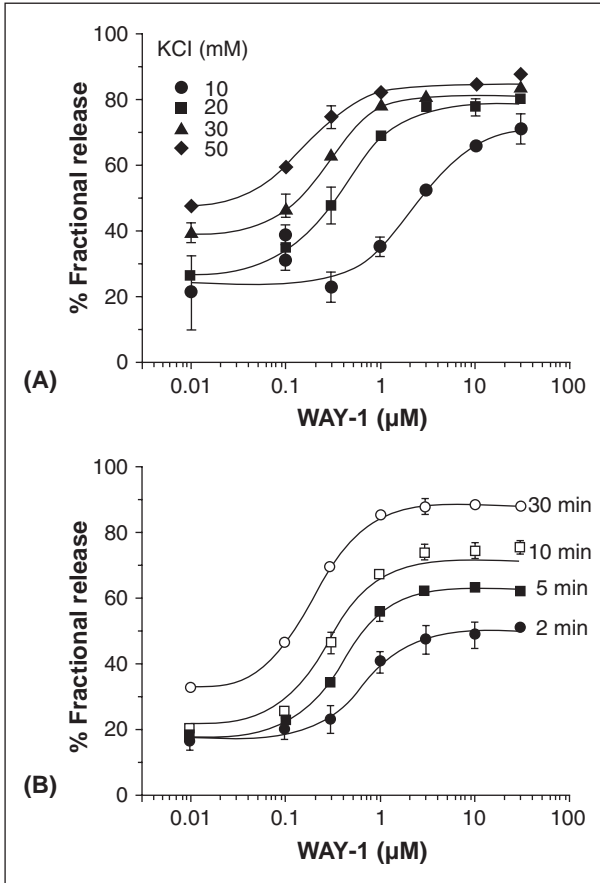 100
80
60
40
20
0
% Fractional release
KCl (mM)
10
20
30
50
(A)
0.01 0.1 1 10 100
WAY-1 (µM)
100
80
60
40
20
0
% Fractional release
30 min
10 min
5 min
2 min
(B)
0.01 0.1 1 10 100
WAY-1 (µM)